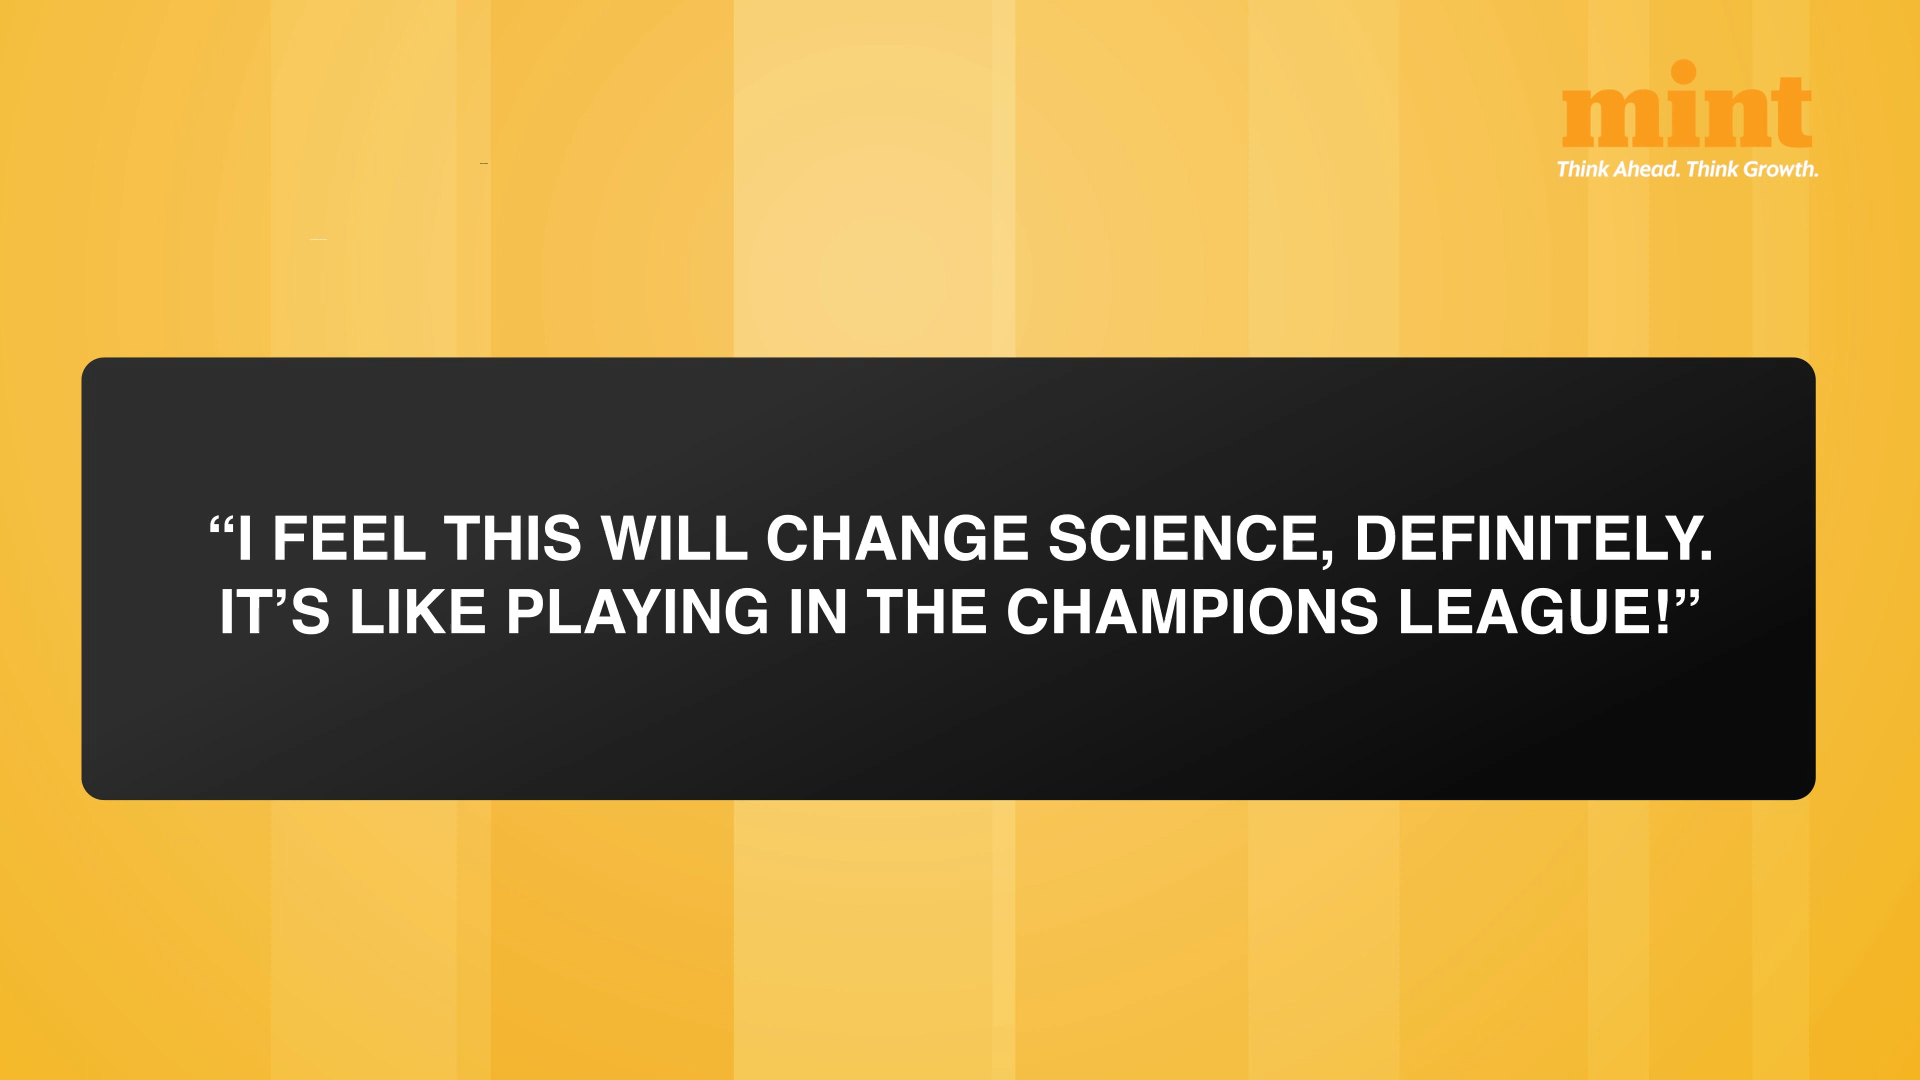 mint
Think Ahead. Think Growth.
“I FEEL THIS WILL CHANGE SCIENCE, DEFINITELY.
IT’S LIKE PLAYING IN THE CHAMPIONS LEAGUE!”